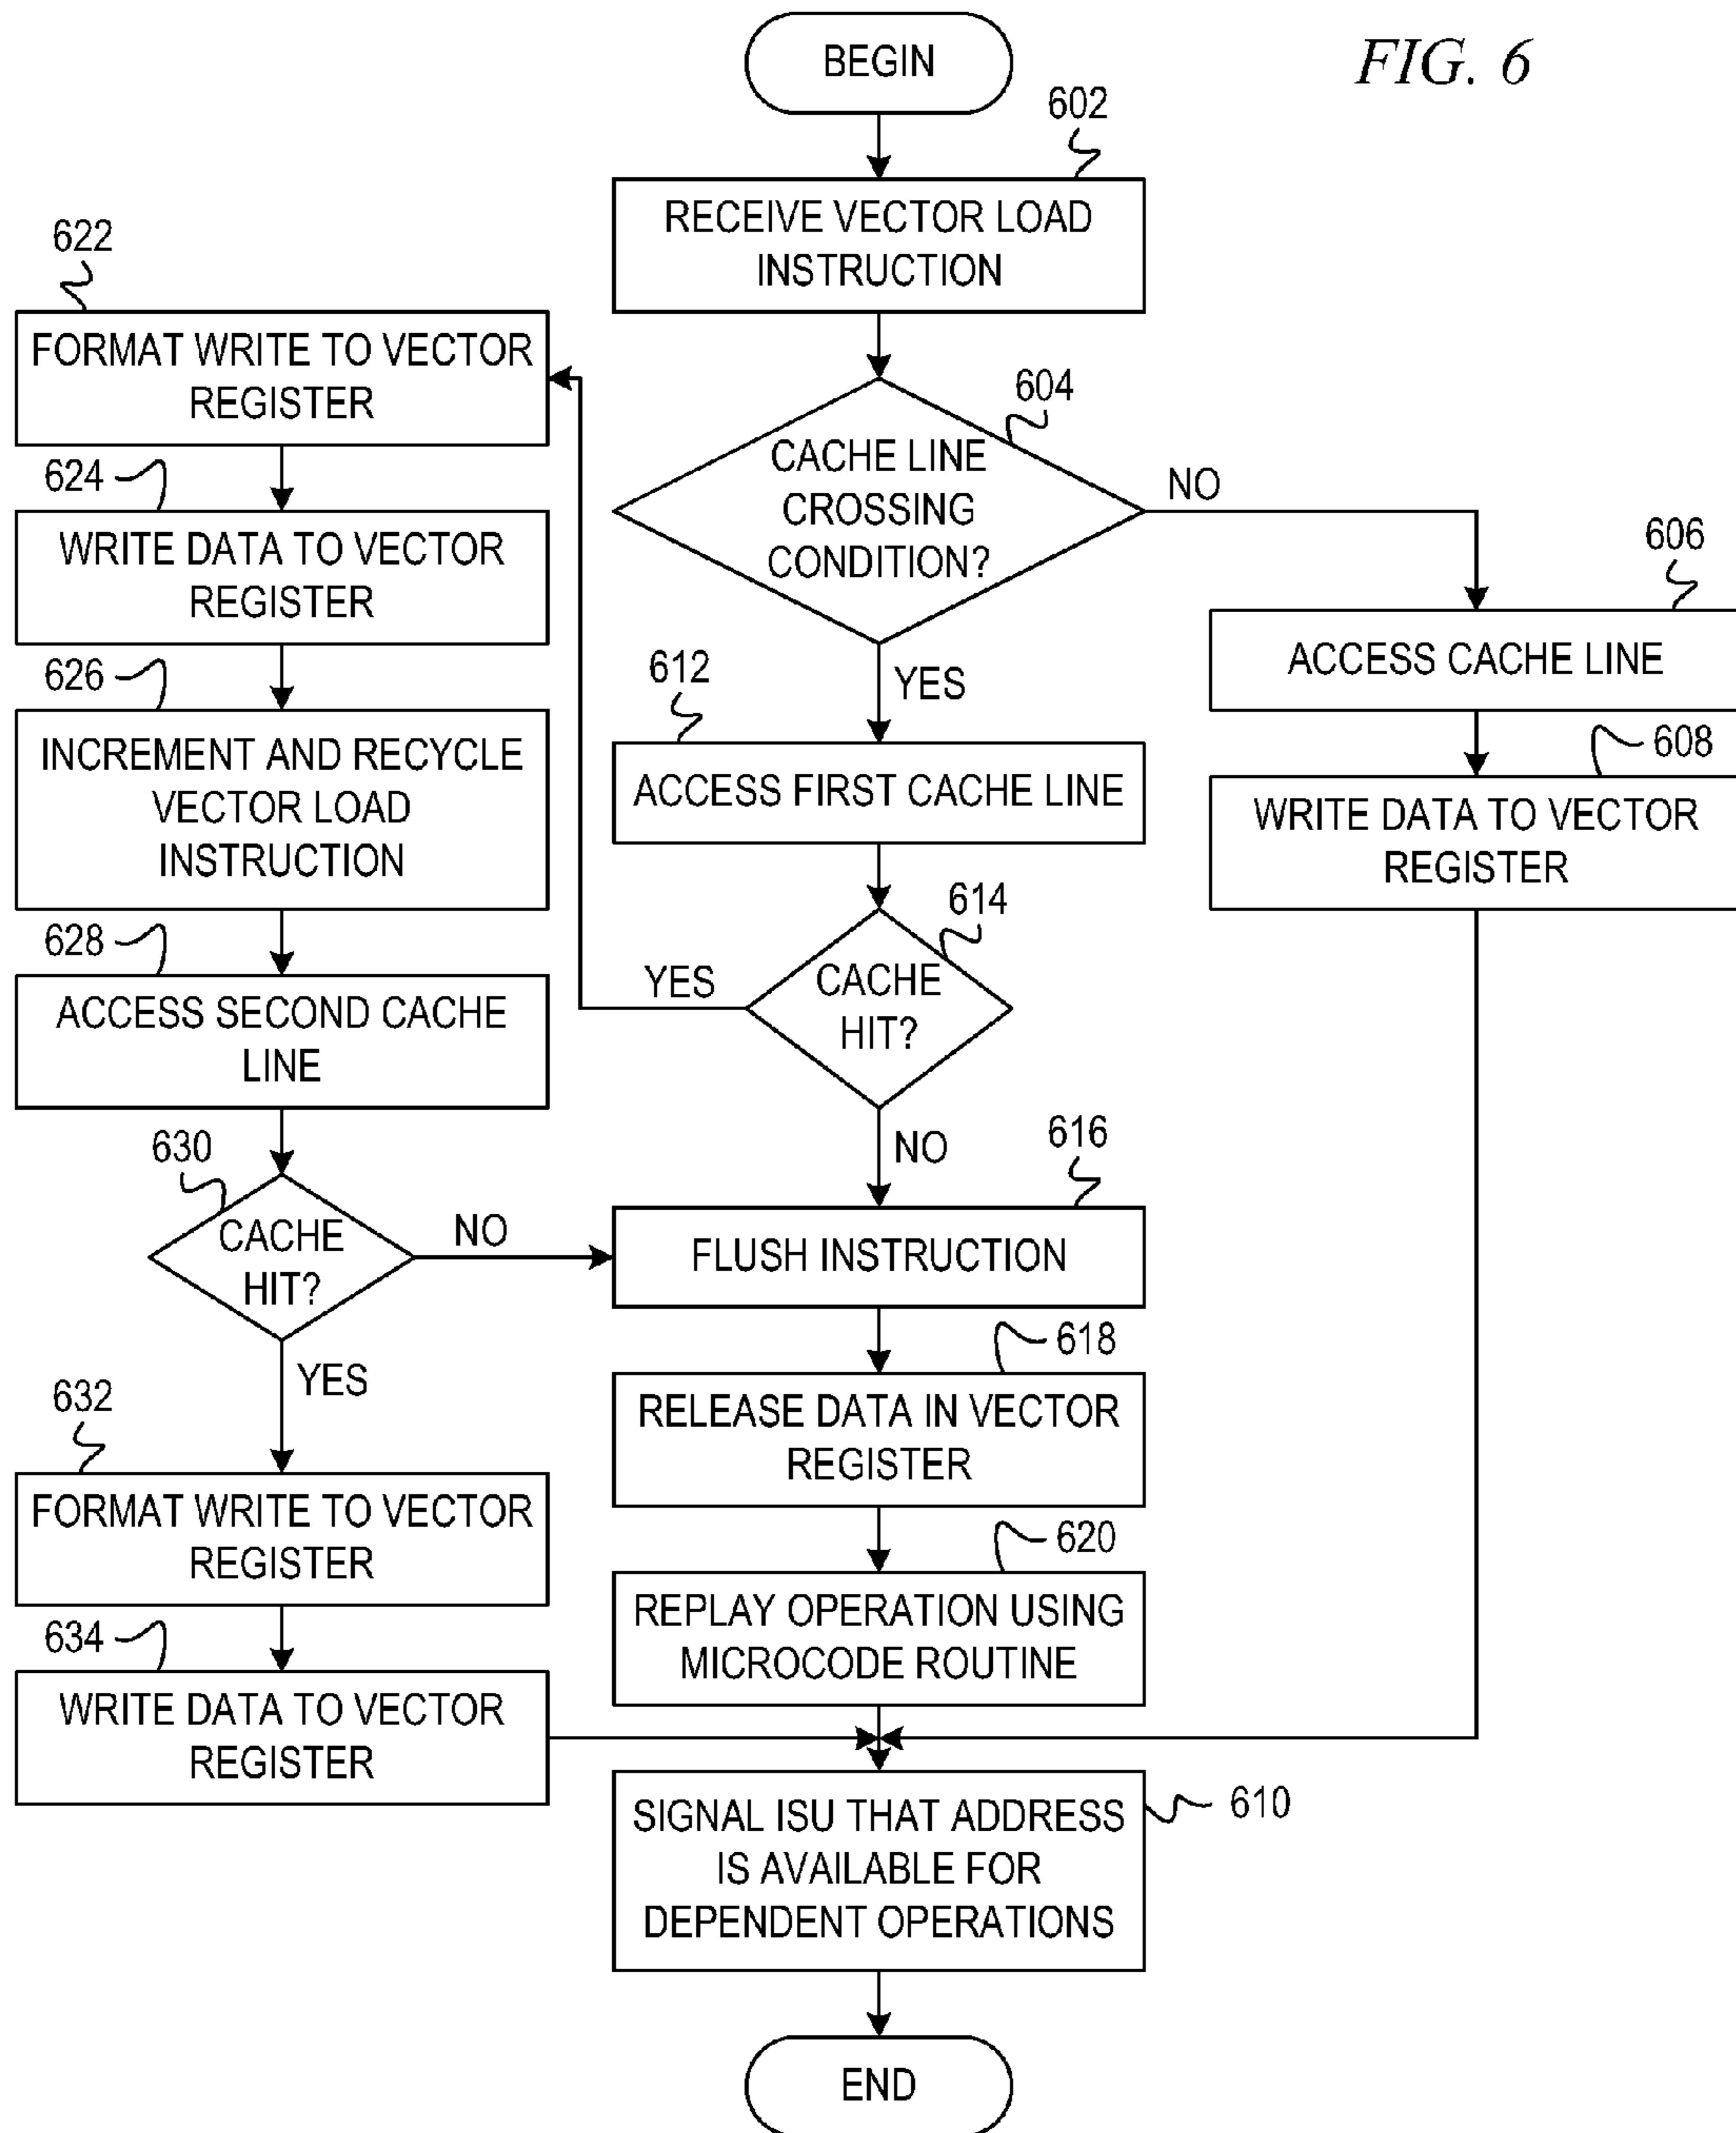 FIG. 6
BEGIN
602
RECEIVE VECTOR LOAD
INSTRUCTION
604
CACHE LINE
CROSSING
CONDITION?
NO
YES
606
ACCESS CACHE LINE
608
WRITE DATA TO VECTOR
REGISTER
612
ACCESS FIRST CACHE LINE
614
CACHE
HIT?
YES
NO
616
FLUSH INSTRUCTION
618
RELEASE DATA IN VECTOR
REGISTER
620
REPLAY OPERATION USING
MICROCODE ROUTINE
622
FORMAT WRITE TO VECTOR
REGISTER
624
WRITE DATA TO VECTOR
REGISTER
626
INCREMENT AND RECYCLE
VECTOR LOAD
INSTRUCTION
628
ACCESS SECOND CACHE
LINE
630
CACHE
HIT?
NO
YES
632
FORMAT WRITE TO VECTOR
REGISTER
634
WRITE DATA TO VECTOR
REGISTER
610
SIGNAL ISU THAT ADDRESS
IS AVAILABLE FOR
DEPENDENT OPERATIONS
END